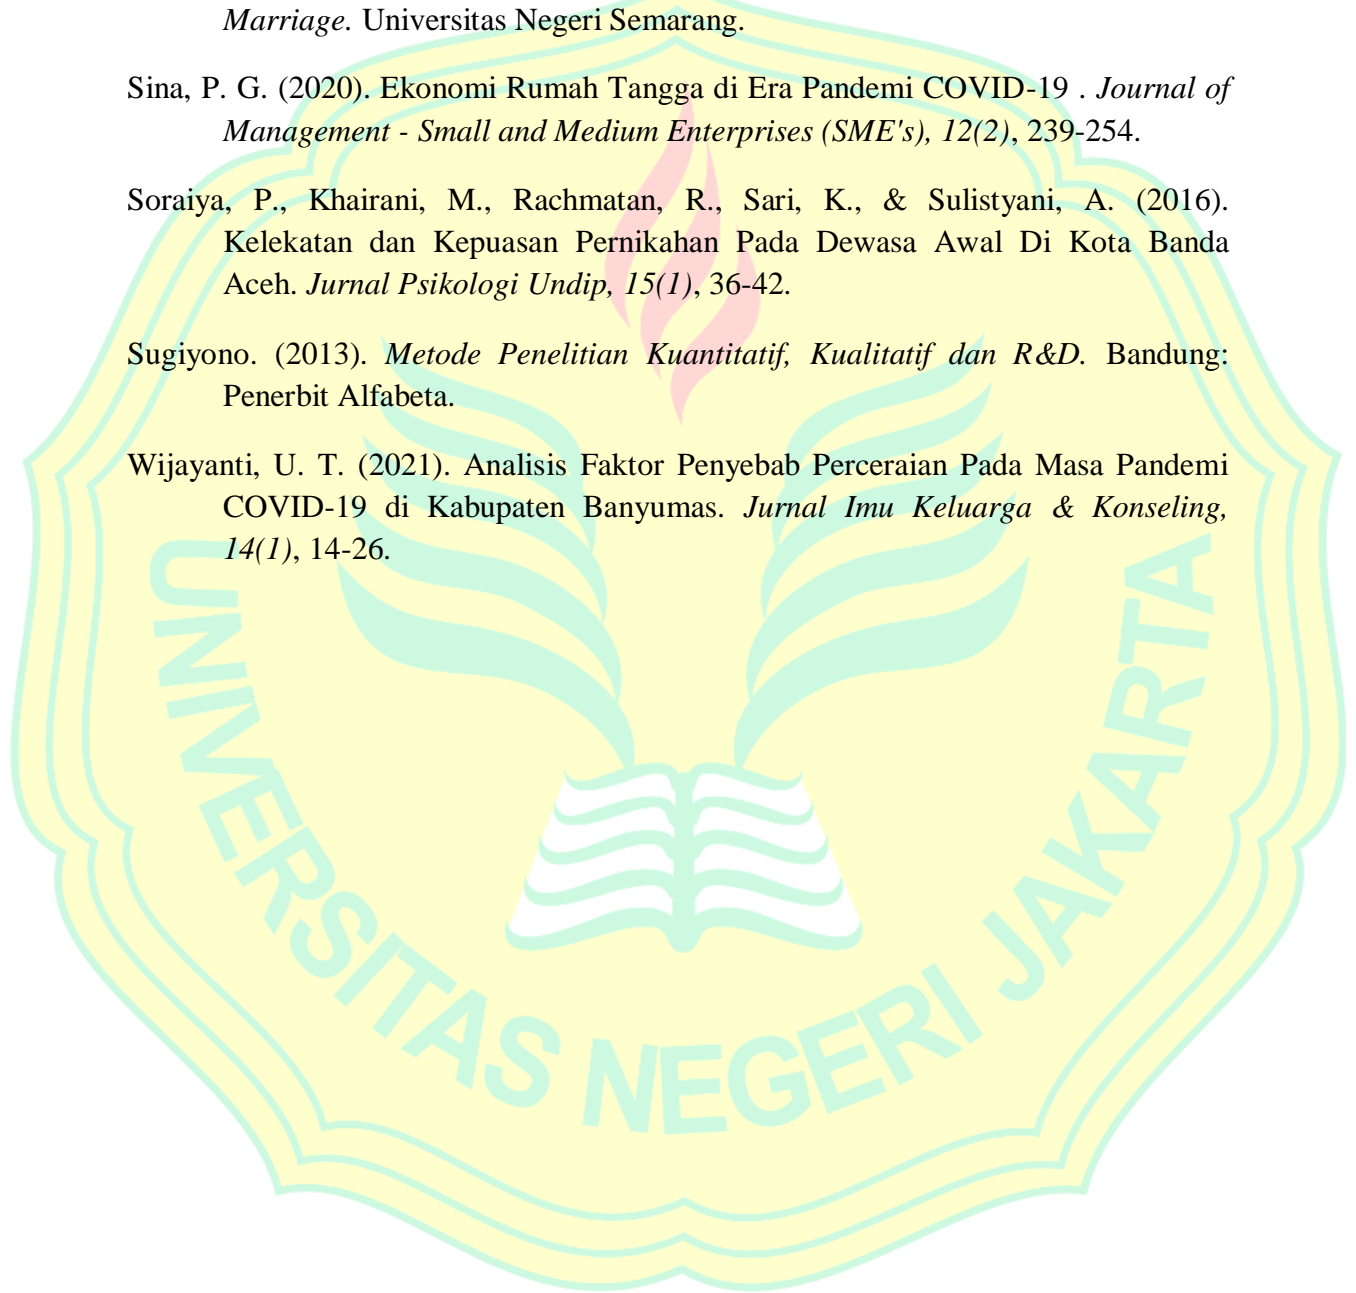 Marriage. Universitas Negeri Semarang.
Sina, P. G. (2020). Ekonomi Rumah Tangga di Era Pandemi COVID-19 . Journal of
Management - Small and Medium Enterprises (SME's), 12(2), 239-254.
Soraiya, P., Khairani, M., Rachmatan, R., Sari, K., & Sulistyani, A. (2016).
Kelekatan dan Kepuasan Pernikahan Pada Dewasa Awal Di Kota Banda
Aceh. Jurnal Psikologi Undip, 15(1), 36-42.
Sugiyono. (2013). Metode Penelitian Kuantitatif, Kualitatif dan R&D. Bandung:
Penerbit Alfabeta.
Wijayanti, U. T. (2021). Analisis Faktor Penyebab Perceraian Pada Masa Pandemi
COVID-19 di Kabupaten Banyumas. Jurnal Imu Keluarga & Konseling,
14(1), 14-26.
UNIVERSITAS NEGERI JAKARTA